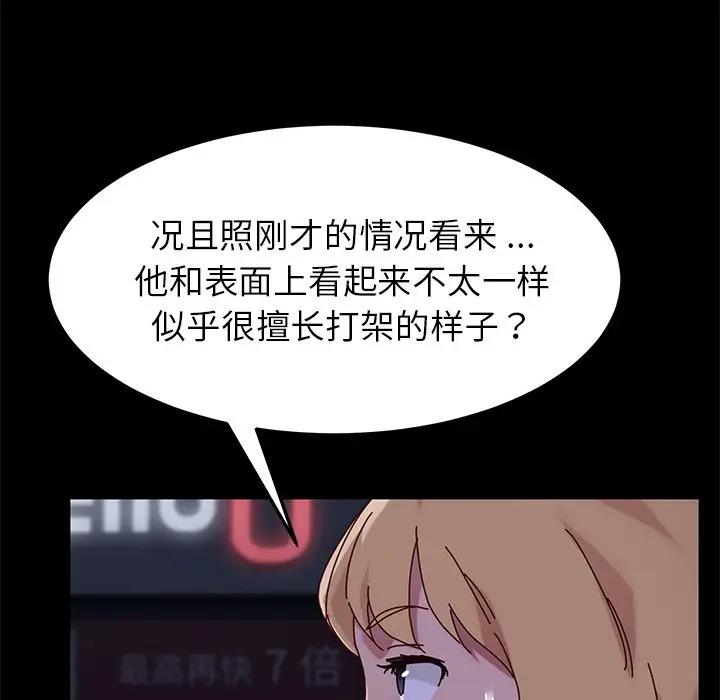 况且照刚才的情况看来...
他和表面上看起来不太一样
似乎很擅长打架的样子？
最高再快7倍